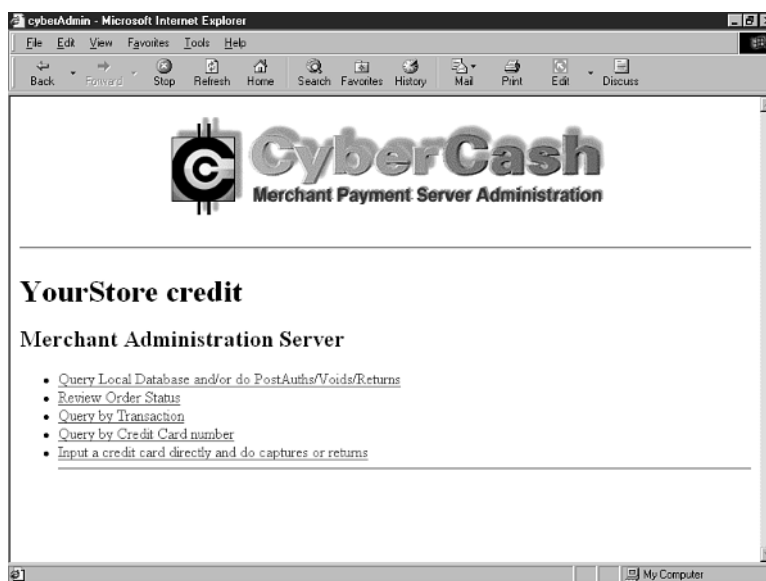 cyberAdmin - Microsoft Internet Explorer
File Edit View Favorites Tools Help
Back Forward Stop Refresh Home Search Favorites History Mail Print Edit Discuss
CyberCash
Merchant Payment Server Administration
YourStore credit
Merchant Administration Server
Query Local Database and/or do PostAuths/Voids/Returns
Review Order Status
Query by Transaction
Query by Credit Card number
Input a credit card directly and do captures or returns
My Computer